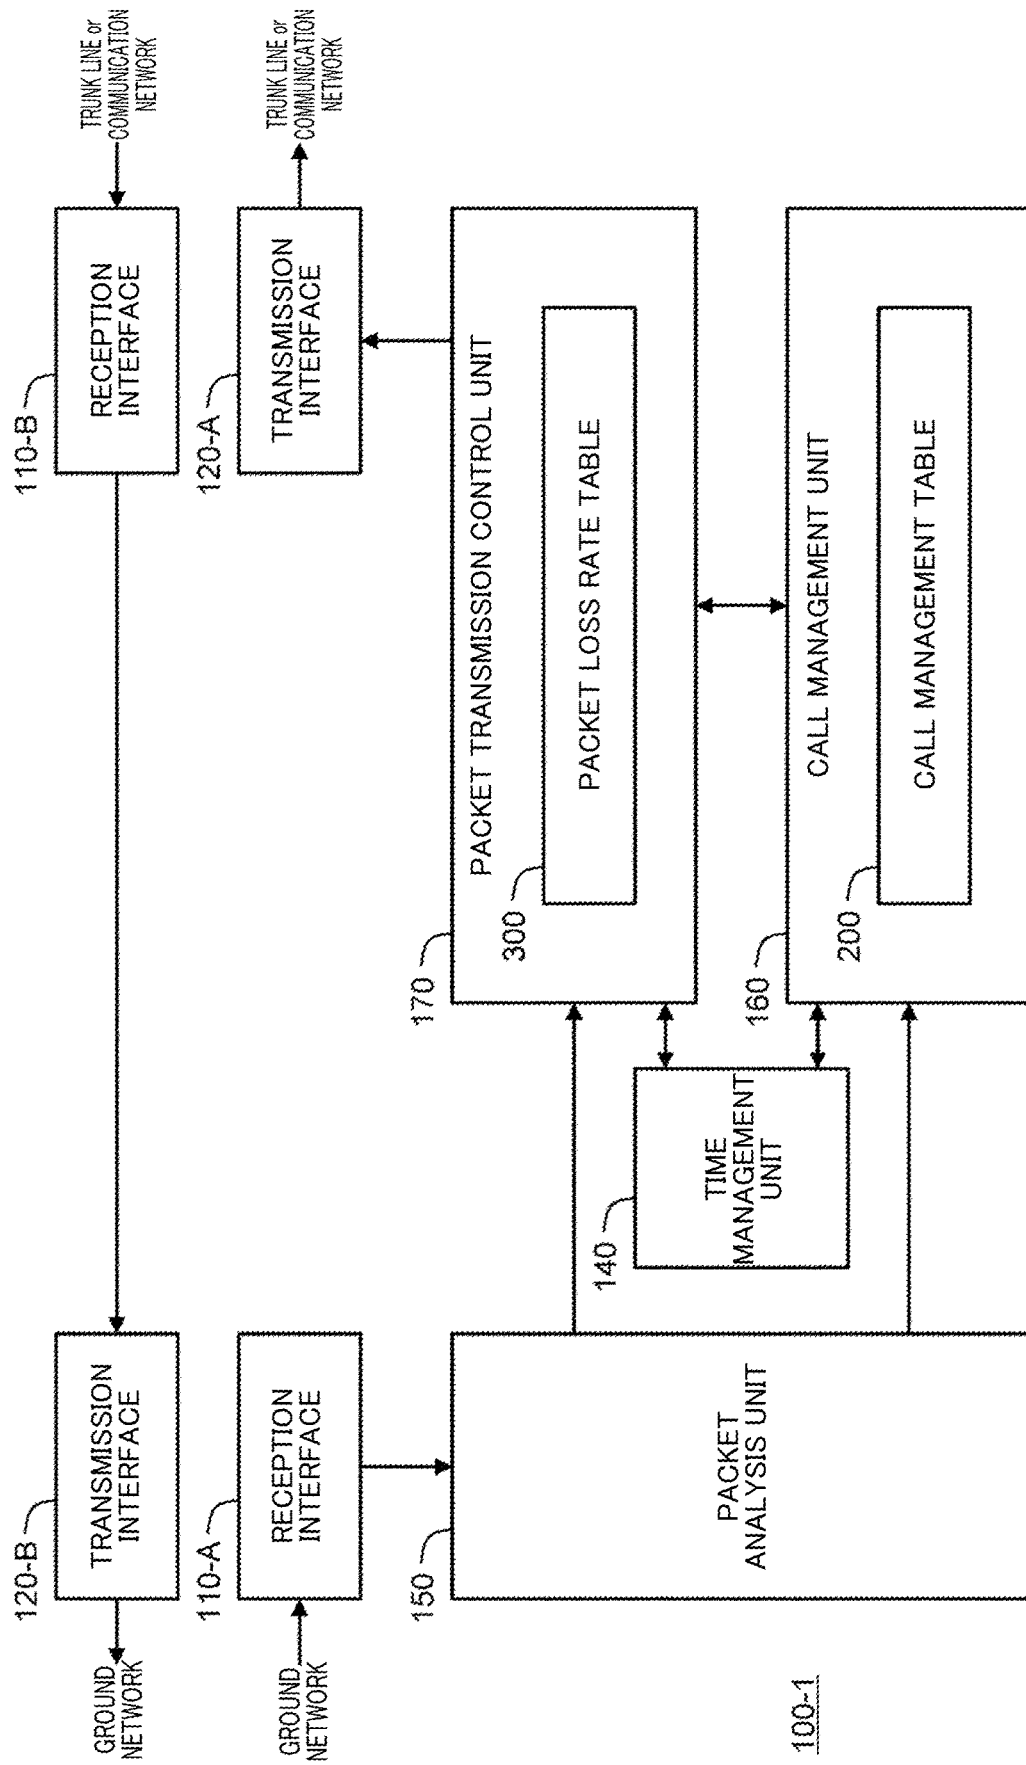 GROUND
NETWORK
120-B
TRANSMISSION
INTERFACE
110-B
RECEPTION
INTERFACE
TRUNK LINE or
COMMUNICATION
NETWORK
GROUND
NETWORK
110-A
RECEPTION
INTERFACE
120-A
TRANSMISSION
INTERFACE
TRUNK LINE or
COMMUNICATION
NETWORK
150
PACKET
ANALYSIS UNIT
140
TIME
MANAGEMENT
UNIT
170
PACKET TRANSMISSION CONTROL UNIT
300
PACKET LOSS RATE TABLE
160
CALL MANAGEMENT UNIT
200
CALL MANAGEMENT TABLE
100-1